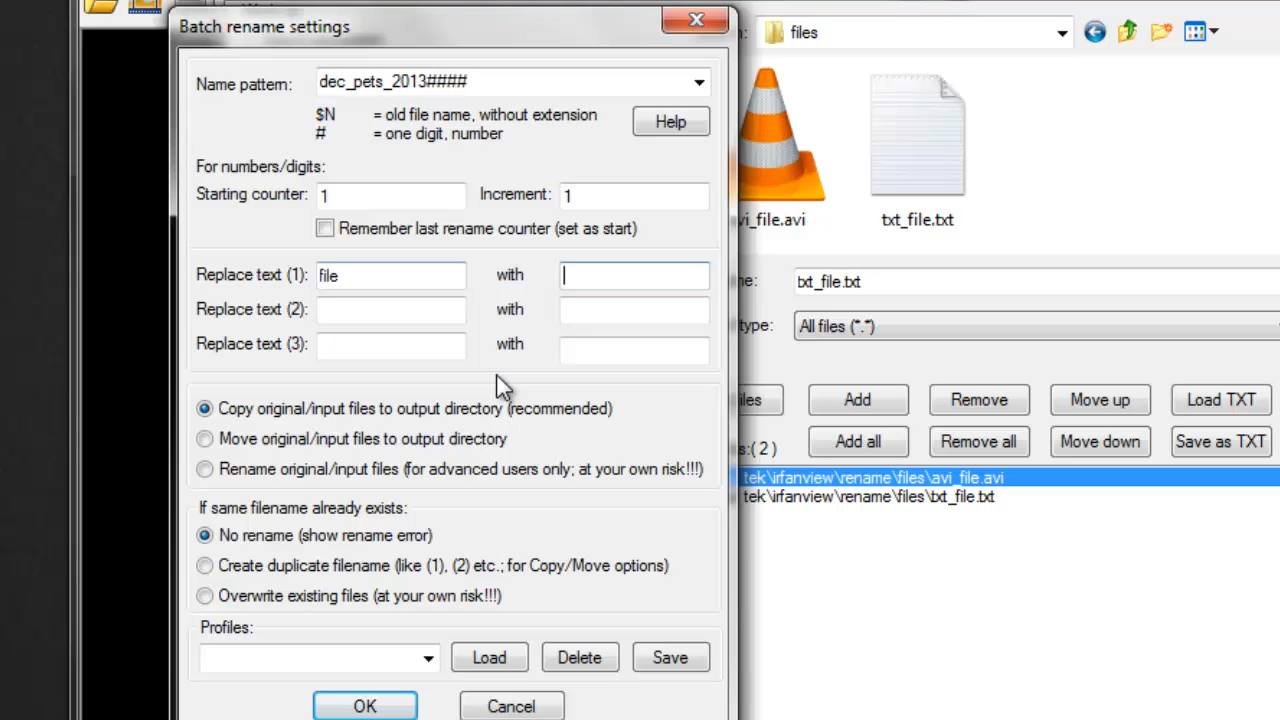 Batch rename settings
Name pattern: dec_pets_2013####
$N = old file name, without extension
# = one digit, number
Help
For numbers/digits:
Starting counter: 1 Increment: 1
Remember last rename counter (set as start)
Replace text (1): file with
Replace text (2): with
Replace text (3): with
Copy original/input files to output directory (recommended)
Move original/input files to output directory
Rename original/input files (for advanced users only; at your own risk!!!)
If same filename already exists:
No rename (show rename error)
Create duplicate filename (like (1), (2) etc.; for Copy/Move options)
Overwrite existing files (at your own risk!!!)
Profiles:
Load Delete Save
OK Cancel
files
vi_file.avi txt_file.txt
txt_file.txt
type: All files (*.*)
Add Remove Move up Load TXT
s:( 2 ) Add all Remove all Move down Save as TXT
tek\irfanview\rename\files\avi_file.avi
tek\irfanview\rename\files\txt_file.txt